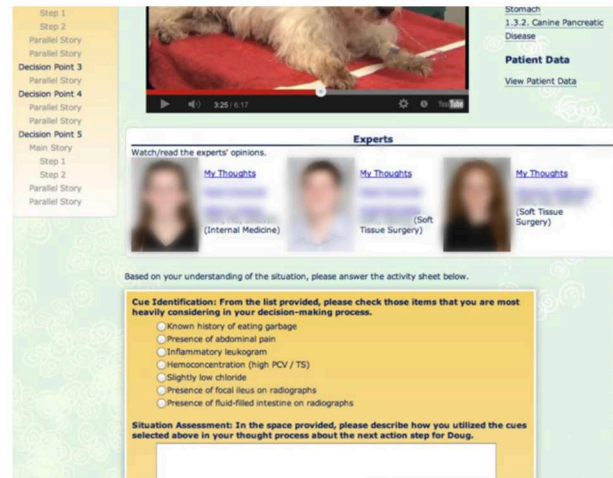 Step 1
Step 2
Parallel Story
Parallel Story
Decision Point 3
Parallel Story
Decision Point 4
Parallel Story
Parallel Story
Decision Point 5
Main Story
Step 1
Step 2
Parallel Story
Parallel Story
3:25 / 6:17
YouTube
Stomach
1.3.2. Canine Pancreatic
Disease
Patient Data
View Patient Data
Experts
Watch/read the experts' opinions.
My Thoughts
(Internal Medicine)
My Thoughts
(Soft
Tissue Surgery)
My Thoughts
(Soft Tissue
Surgery)
Based on your understanding of the situation, please answer the activity sheet below.
Cue Identification: From the list provided, please check those items that you are most
heavily considering in your decision-making process.
Known history of eating garbage
Presence of abdominal pain
Inflammatory leukogram
Hemoconcentration (high PCV / TS)
Slightly low chloride
Presence of focal ileus on radiographs
Presence of fluid-filled intestine on radiographs
Situation Assessment: In the space provided, please describe how you utilized the cues
selected above in your thought process about the next action step for Doug.